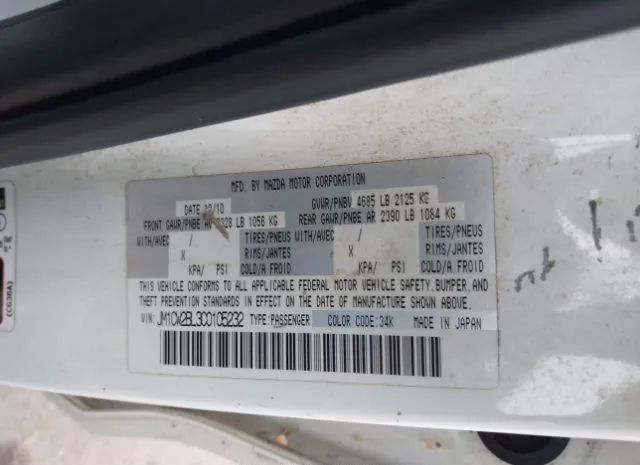 MFD. BY MAZDA MOTOR CORPORATION
DATE 10/10 GVWR/PNBV 4685 LB 2125 KG
FRONT GAWR/PNBE AR 2328 LB 1056 KG REAR GAWR/PNBE AR 2390 LB 1084 KG
WITH/AVEC / TIRES/PNEUS WITH/AVEC / TIRES/PNEUS
X RIMS/JANTES X RIMS/JANTES
KPA/ PSI COLD/A FROID KPA/ PSI COLD/A FROID
THIS VEHICLE CONFORMS TO ALL APPLICABLE FEDERAL MOTOR VEHICLE SAFETY, BUMPER, AND
THEFT PREVENTION STANDARDS IN EFFECT ON THE DATE OF MANUFACTURE SHOWN ABOVE.
VIN: JM1CW2BL3C0105232 TYPE: PASSENGER COLOR CODE: 34K MADE IN JAPAN
(CG36A)